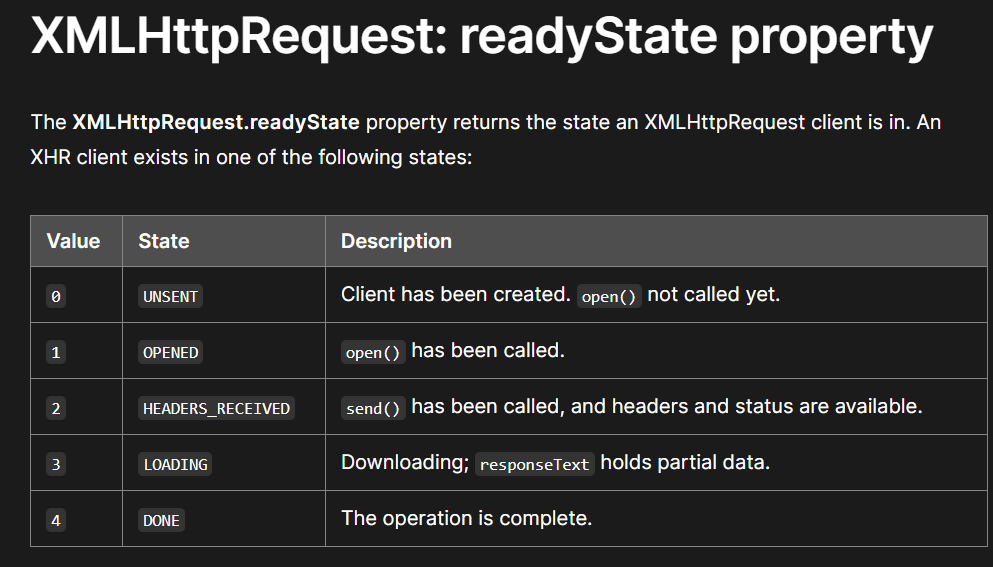 XMLHttpRequest: readyState property
The XMLHttpRequest.readyState property returns the state an XMLHttpRequest client is in. An
XHR client exists in one of the following states:
Value State Description
0 UNSENT Client has been created. open() not called yet.
1 OPENED open() has been called.
2 HEADERS_RECEIVED send() has been called, and headers and status are available.
3 LOADING Downloading; responseText holds partial data.
4 DONE The operation is complete.